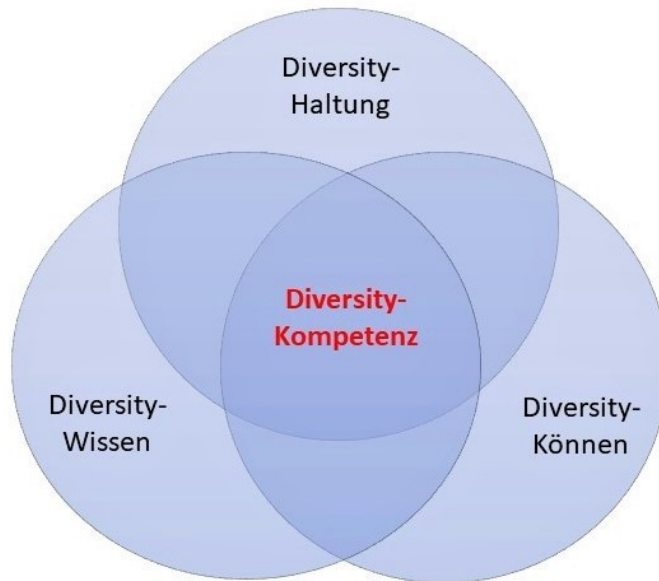 Diversity-
Haltung
Diversity-
Kompetenz
Diversity-
Wissen
Diversity-
Können